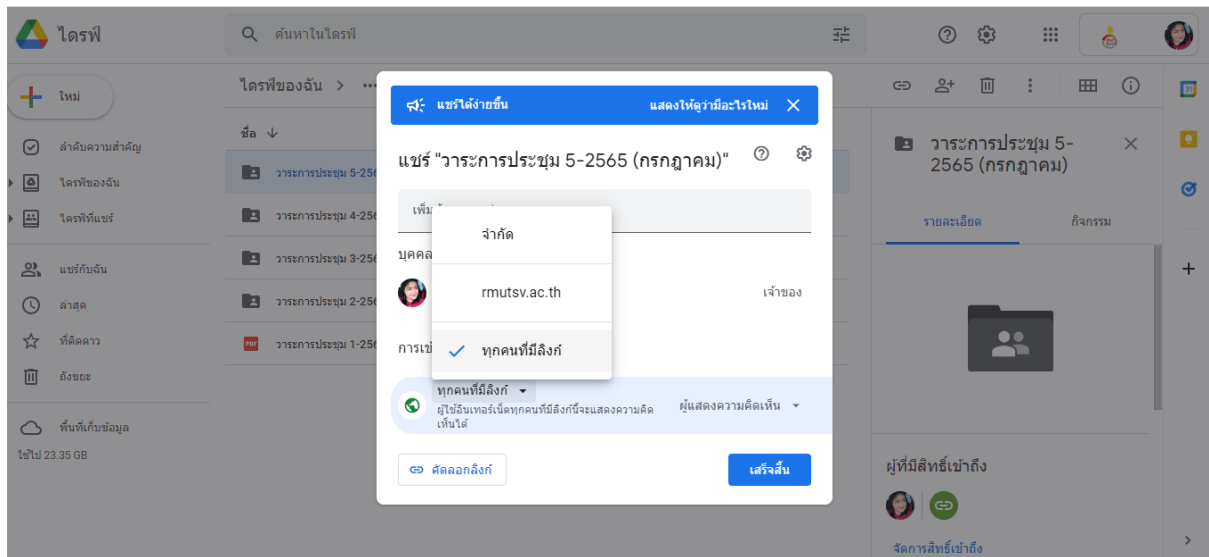 ไดรฟ์
ค้นหาในไดรฟ์
ใหม่
ลำดับความสำคัญ
ไดรฟ์ของฉัน
ไดรฟ์ที่แชร์
แชร์กับฉัน
ล่าสุด
ที่ติดดาว
ถังขยะ
พื้นที่เก็บข้อมูล
ใช้ไป 23.35 GB
ไดรฟ์ของฉัน > •••
ชื่อ
วาระการประชุม 5-256
วาระการประชุม 4-256
วาระการประชุม 3-256
วาระการประชุม 2-256
PDF วาระการประชุม 1-256
แชร์ได้ง่ายขึ้น แสดงให้ดูว่ามีอะไรใหม่
แชร์ "วาระการประชุม 5-2565 (กรกฎาคม)"
จำกัด
rmutsv.ac.th
เจ้าของ
ทุกคนที่มีลิงก์
ทุกคนที่มีลิงก์
ผู้ใช้อินเทอร์เน็ตทุกคนที่มีลิงก์นี้จะแสดงความคิด
เห็นได้
ผู้แสดงความคิดเห็น
คัดลอกลิงก์
เสร็จสิ้น
วาระการประชุม 5-
2565 (กรกฎาคม)
รายละเอียด กิจกรรม
ผู้ที่มีสิทธิ์เข้าถึง
จัดการสิทธิ์เข้าถึง
31